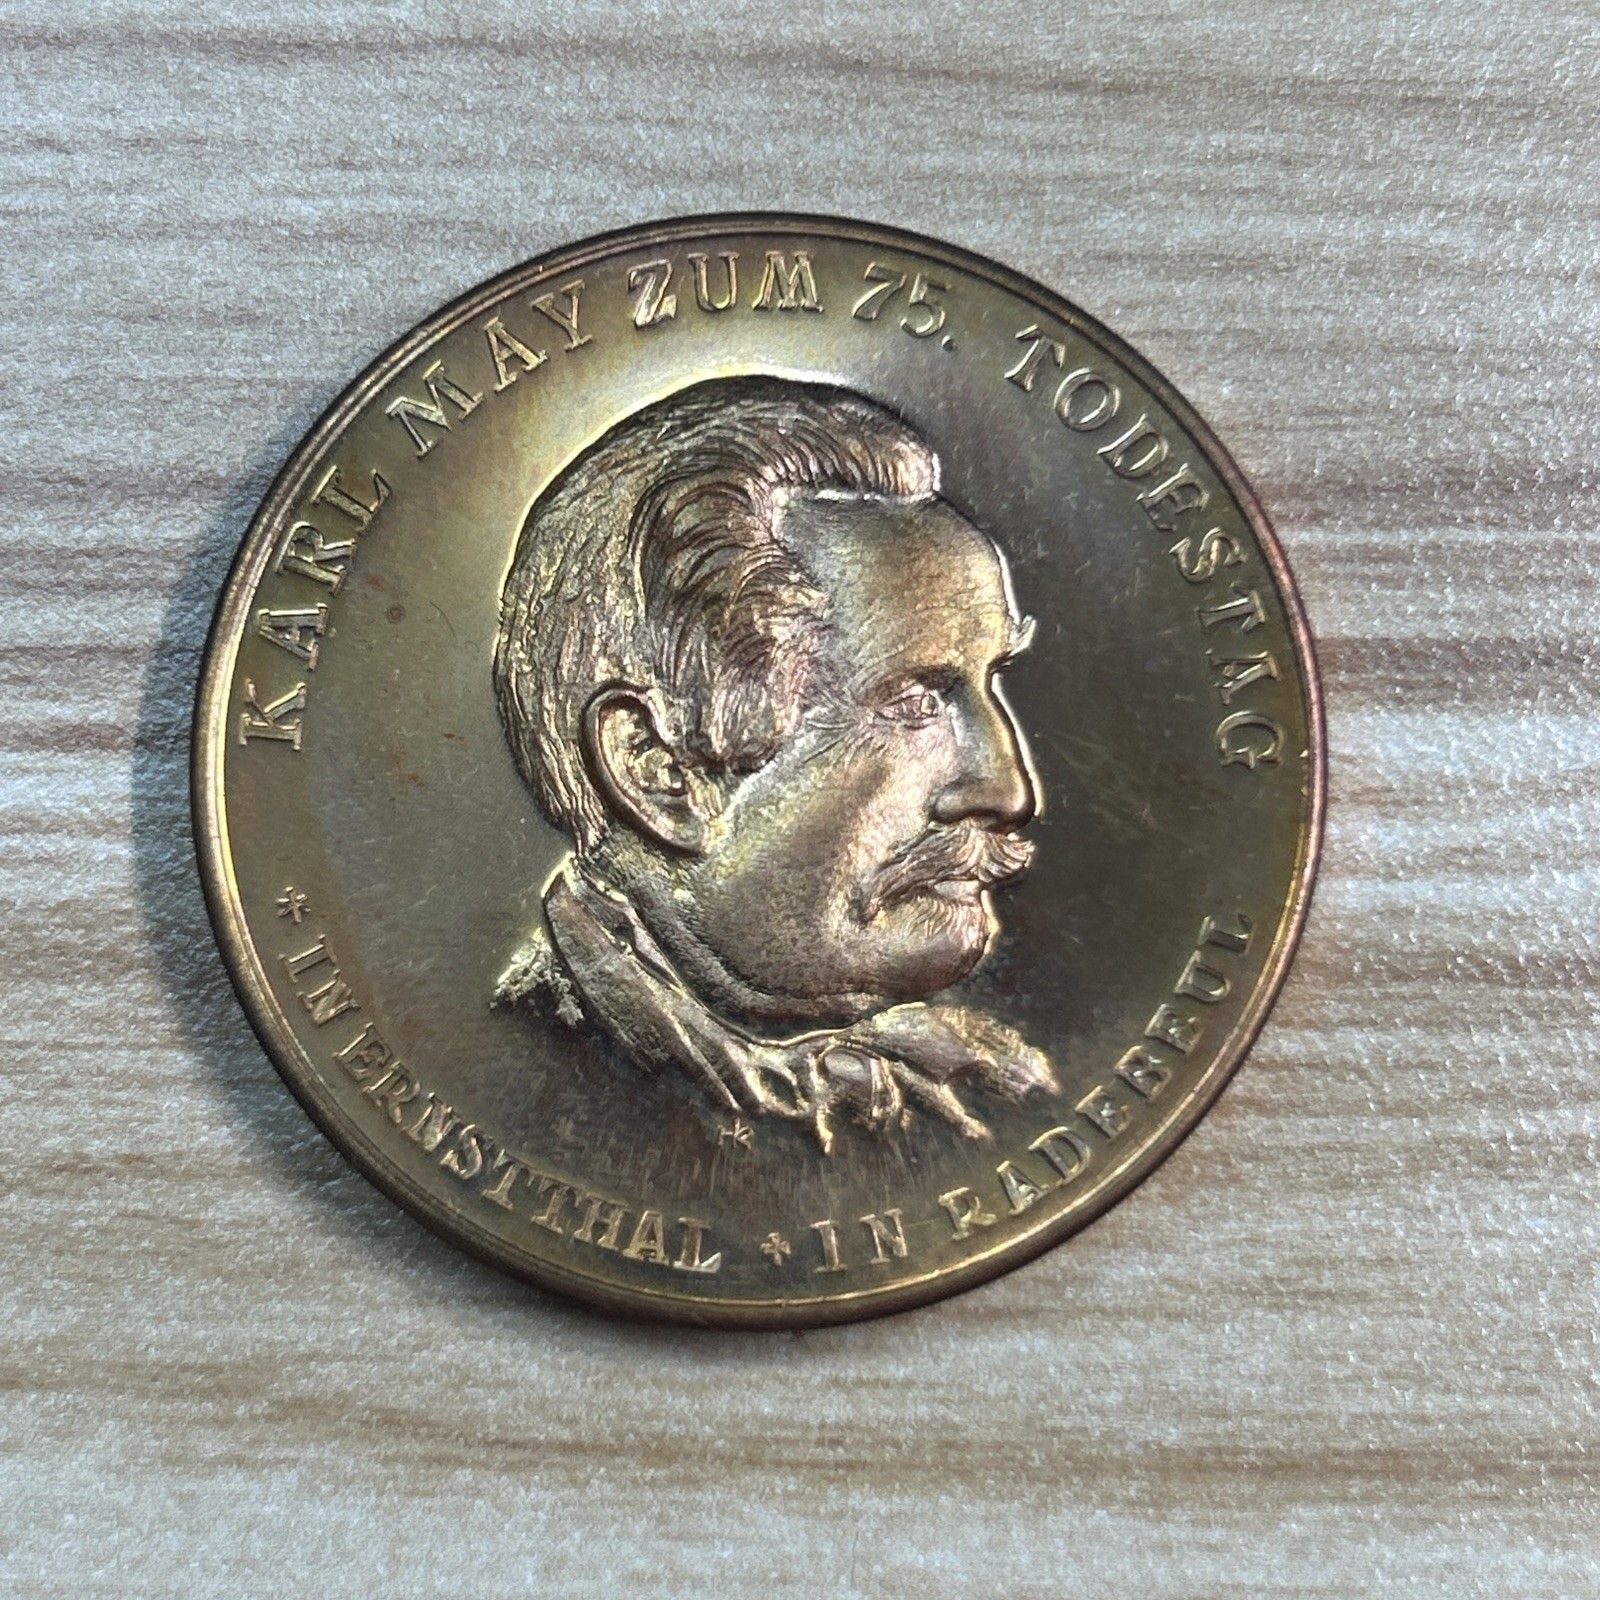 KARL MAY ZUM 75. TODESTAG
* IN ERNSTTHAL + IN RADEBEUL